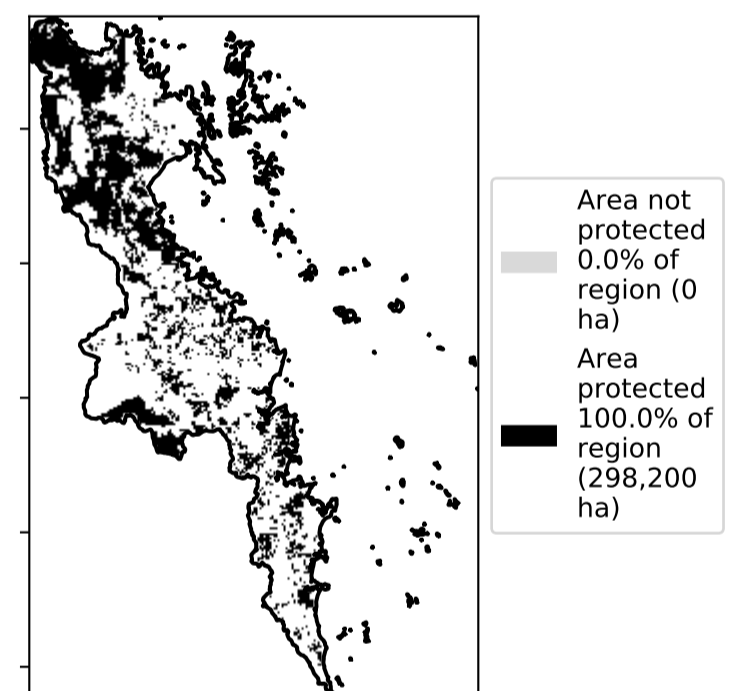 Area not
protected
0.0% of
region (0
ha)
Area
protected
100.0% of
region
(298,200
ha)